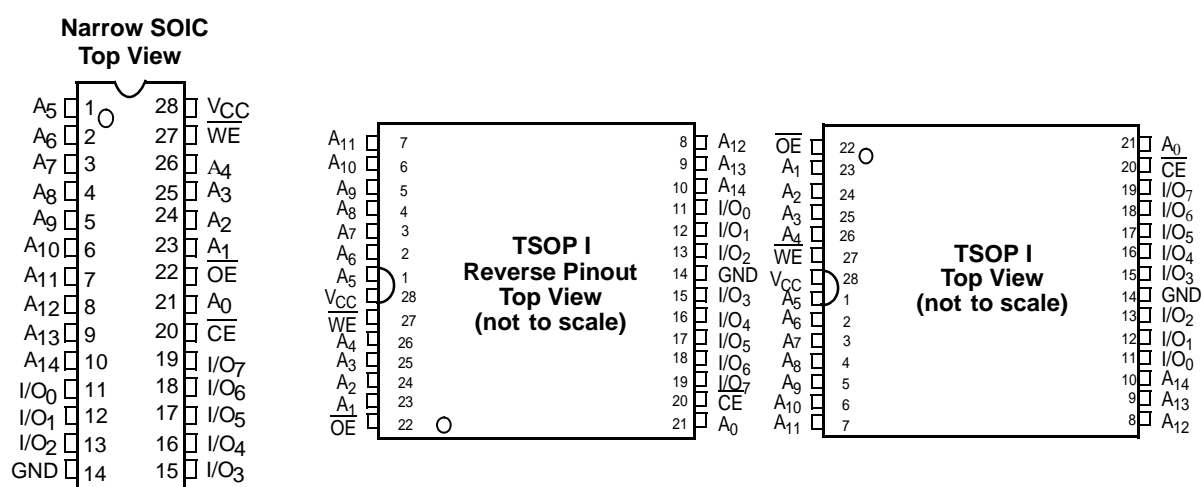 Narrow SOIC
Top View
A5 1 28 VCC
A6 2 27 WE
A7 3 26 A4
A8 4 25 A3
A9 5 24 A2
A10 6 23 A1
A11 7 22 OE
A12 8 21 A0
A13 9 20 CE
A14 10 19 I/O7
I/O0 11 18 I/O6
I/O1 12 17 I/O5
I/O2 13 16 I/O4
GND 14 15 I/O3
A11 7 8 A12
A10 6 9 A13
A9 5 10 A14
A8 4 11 I/O0
A7 3 12 I/O1
A6 2 13 I/O2
A5 1 14 GND
VCC 28 15 I/O3
WE 27 16 I/O4
A4 26 17 I/O5
A3 25 18 I/O6
A2 24 19 I/O7
A1 23 20 CE
OE 22 21 A0
TSOP I
Reverse Pinout
Top View
(not to scale)
OE 22 21 A0
A1 23 20 CE
A2 24 19 I/O7
A3 25 18 I/O6
A4 26 17 I/O5
WE 27 16 I/O4
VCC 28 15 I/O3
A5 1 14 GND
A6 2 13 I/O2
A7 3 12 I/O1
A8 4 11 I/O0
A9 5 10 A14
A10 6 9 A13
A11 7 8 A12
TSOP I
Top View
(not to scale)